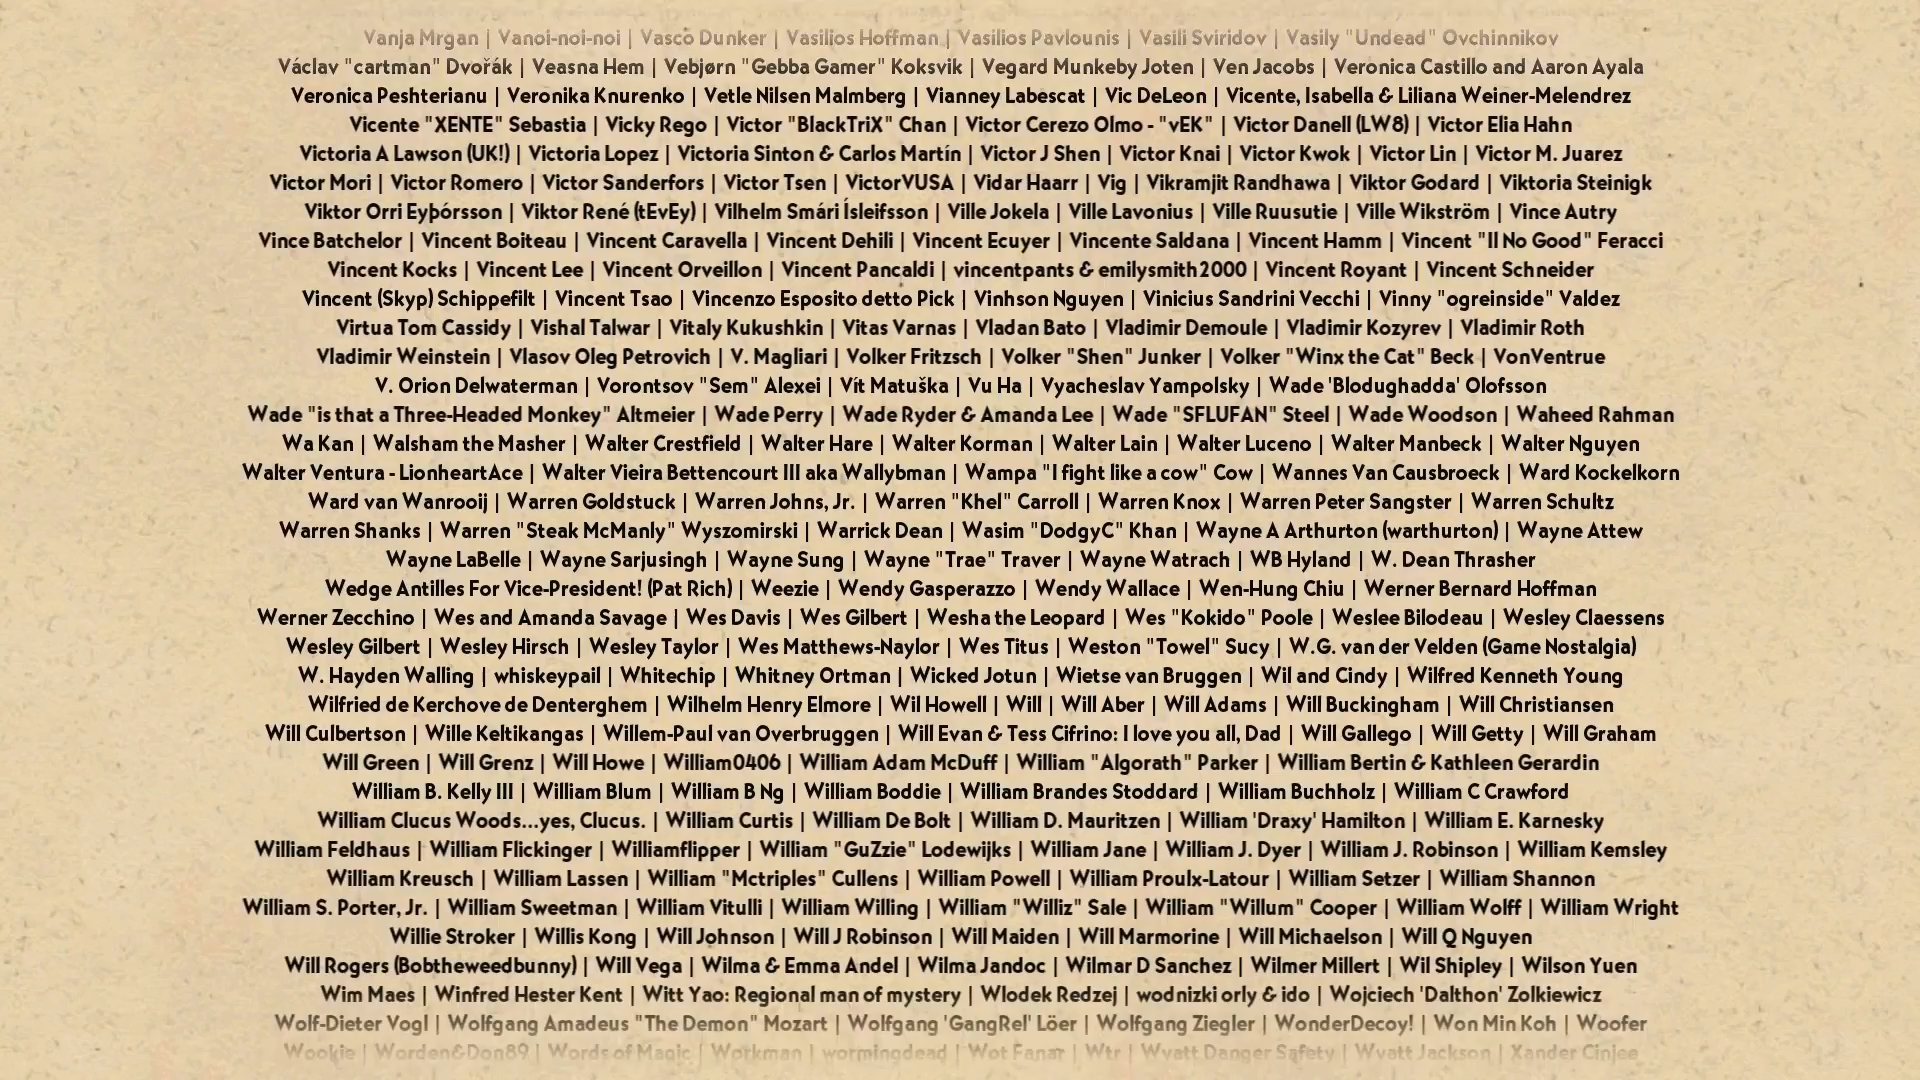 Vanja Mrgan | Vanoi-noi-noi | Vasco Dunker | Vasilios Hoffman | Vasilios Pavlounis | Vasili Sviridov | Vasily "Undead" Ovchinnikov
Václav "cartman" Dvořák | Veasna Hem | Vebjørn "Gebba Gamer" Koksvik | Vegard Munkeby Joten | Ven Jacobs | Veronica Castillo and Aaron Ayala
Veronica Peshterianu | Veronika Knurenko | Vetle Nilsen Malmberg | Vianney Labescat | Vic DeLeon | Vicente, Isabella & Liliana Weiner-Melendrez
Vicente "XENTE" Sebastia | Vicky Rego | Victor "BlackTriX" Chan | Victor Cerezo Olmo - "vEK" | Victor Danell (LW8) | Victor Elia Hahn
Victoria A Lawson (UK!) | Victoria Lopez | Victoria Sinton & Carlos Martín | Victor J Shen | Victor Knai | Victor Kwok | Victor Lin | Victor M. Juarez
Victor Mori | Victor Romero | Victor Sanderfors | Victor Tsen | VictorVUSA | Vidar Haarr | Vig | Vikramjit Randhawa | Viktor Godard | Viktoria Steinigk
Viktor Orri Eyþórsson | Viktor René (tEvEy) | Vilhelm Smári Ísleifsson | Ville Jokela | Ville Lavonius | Ville Ruusutie | Ville Wikström | Vince Autry
Vince Batchelor | Vincent Boiteau | Vincent Caravella | Vincent Dehili | Vincent Ecuyer | Vincente Saldana | Vincent Hamm | Vincent "Il No Good" Feracci
Vincent Kocks | Vincent Lee | Vincent Orveillon | Vincent Pancaldi | vincentpants & emilysmith2000 | Vincent Royant | Vincent Schneider
Vincent (Skyp) Schippefilt | Vincent Tsao | Vincenzo Esposito detto Pick | Vinhson Nguyen | Vinicius Sandrini Vecchi | Vinny "ogreinside" Valdez
Virtua Tom Cassidy | Vishal Talwar | Vitaly Kukushkin | Vitas Varnas | Vladan Bato | Vladimir Demoule | Vladimir Kozyrev | Vladimir Roth
Vladimir Weinstein | Vlasov Oleg Petrovich | V. Magliari | Volker Fritzsch | Volker "Shen" Junker | Volker "Winx the Cat" Beck | VonVentrue
V. Orion Delwaterman | Vorontsov "Sem" Alexei | Vít Matuška | Vu Ha | Vyacheslav Yampolsky | Wade 'Blodughadda' Olofsson
Wade "is that a Three-Headed Monkey" Altmeier | Wade Perry | Wade Ryder & Amanda Lee | Wade "SFLUFAN" Steel | Wade Woodson | Waheed Rahman
Wa Kan | Walsham the Masher | Walter Crestfield | Walter Hare | Walter Korman | Walter Lain | Walter Luceno | Walter Manbeck | Walter Nguyen
Walter Ventura - LionheartAce | Walter Vieira Bettencourt III aka Wallybman | Wampa "I fight like a cow" Cow | Wannes Van Causbroeck | Ward Kockelkorn
Ward van Wanrooij | Warren Goldstuck | Warren Johns, Jr. | Warren "Khel" Carroll | Warren Knox | Warren Peter Sangster | Warren Schultz
Warren Shanks | Warren "Steak McManly" Wyszomirski | Warrick Dean | Wasim "DodgyC" Khan | Wayne A Arthurton (warthurton) | Wayne Attew
Wayne LaBelle | Wayne Sarjusingh | Wayne Sung | Wayne "Trae" Traver | Wayne Watrach | WB Hyland | W. Dean Thrasher
Wedge Antilles For Vice-President! (Pat Rich) | Weezie | Wendy Gasperazzo | Wendy Wallace | Wen-Hung Chiu | Werner Bernard Hoffman
Werner Zecchino | Wes and Amanda Savage | Wes Davis | Wes Gilbert | Wesha the Leopard | Wes "Kokido" Poole | Weslee Bilodeau | Wesley Claessens
Wesley Gilbert | Wesley Hirsch | Wesley Taylor | Wes Matthews-Naylor | Wes Titus | Weston "Towel" Sucy | W.G. van der Velden (Game Nostalgia)
W. Hayden Walling | whiskeypail | Whitechip | Whitney Ortman | Wicked Jotun | Wietse van Bruggen | Wil and Cindy | Wilfred Kenneth Young
Wilfried de Kerchove de Denterghem | Wilhelm Henry Elmore | Wil Howell | Will | Will Aber | Will Adams | Will Buckingham | Will Christiansen
Will Culbertson | Wille Keltikangas | Willem-Paul van Overbruggen | Will Evan & Tess Cifrino: I love you all, Dad | Will Gallego | Will Getty | Will Graham
Will Green | Will Grenz | Will Howe | William0406 | William Adam McDuff | William "Algorath" Parker | William Bertin & Kathleen Gerardin
William B. Kelly III | William Blum | William B Ng | William Boddie | William Brandes Stoddard | William Buchholz | William C Crawford
William Clucus Woods...yes, Clucus. | William Curtis | William De Bolt | William D. Mauritzen | William 'Draxy' Hamilton | William E. Karnesky
William Feldhaus | William Flickinger | Williamflipper | William "GuZzie" Lodewijks | William Jane | William J. Dyer | William J. Robinson | William Kemsley
William Kreusch | William Lassen | William "Mctriples" Cullens | William Powell | William Proulx-Latour | William Setzer | William Shannon
William S. Porter, Jr. | William Sweetman | William Vitulli | William Willing | William "Williz" Sale | William "Willum" Cooper | William Wolff | William Wright
Willie Stroker | Willis Kong | Will Johnson | Will J Robinson | Will Maiden | Will Marmorine | Will Michaelson | Will Q Nguyen
Will Rogers (Bobtheweedbunny) | Will Vega | Wilma & Emma Andel | Wilma Jandoc | Wilmar D Sanchez | Wilmer Millert | Wil Shipley | Wilson Yuen
Wim Maes | Winfred Hester Kent | Witt Yao: Regional man of mystery | Wlodek Redzej | wodnizki orly & ido | Wojciech 'Dalthon' Zolkiewicz
Wolf-Dieter Vogl | Wolfgang Amadeus "The Demon" Mozart | Wolfgang 'GangRel' Löer | Wolfgang Ziegler | WonderDecoy! | Won Min Koh | Woofer
Wookie | Worden&Don89 | Words of Magic | Workman | wormingdead | Wot Fanar | Wtr | Wyatt Danger Safety | Wyatt Jackson | Xander Cinjee